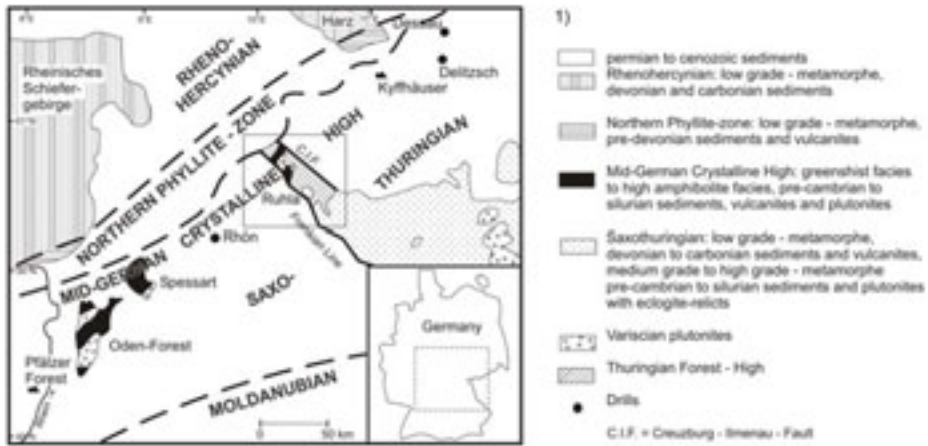 Harz
Dessau
Delitzsch
Kyffhäuser
Rheinisches
Schiefer-
gebirge
RHENO-
HERCYNIAN
NORTHERN PHYLLITE - ZONE
MID-GERMAN CRYSTALLINE HIGH
C.I.F.
Ruhla
THURINGIAN
SAXO-
Rhön
Spessart
Oden-Forest
Pfälzer
Forest
MOLDANUBIAN
0 50 km
Germany
1)
permian to cenozoic sediments
Rhenohercynian: low grade - metamorphe,
devonian and carbonian sediments
Northern Phyllite-zone: low grade - metamorphe,
pre-devonian sediments and vulcanites
Mid-German Crystalline High: greenshist facies
to high amphibolite facies, pre-cambrian to
silurian sediments, vulcanites and plutonites
Saxothuringian: low grade - metamorphe,
devonian to carbonian sediments and vulcanites,
medium grade to high grade - metamorphe
pre-cambrian to silurian sediments and plutonites
with eclogite-relicts
Variscian plutonites
Thuringian Forest - High
Drills
C.I.F. = Creuzburg - Ilmenau - Fault